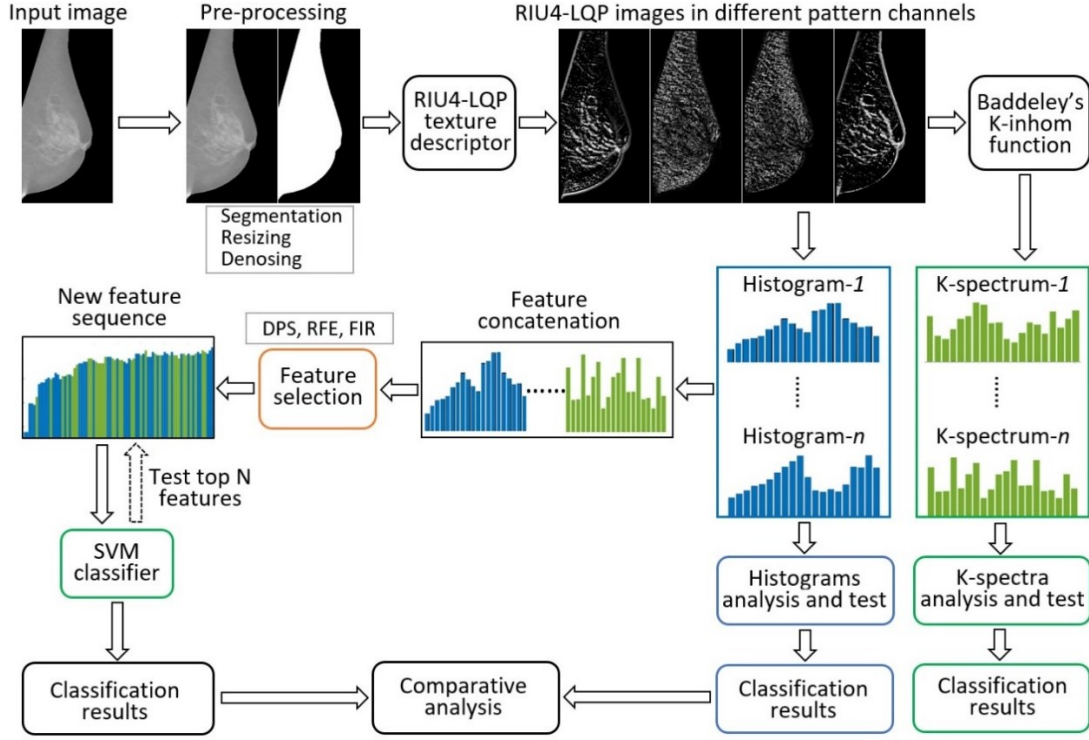 Input image
Pre-processing
RIU4-LQP images in different pattern channels
RIU4-LQP
texture
descriptor
Baddeley's
K-inhom
function
Segmentation
Resizing
Denosing
New feature
sequence
DPS, RFE, FIR
Feature
selection
Feature
concatenation
Histogram-1
Histogram-n
K-spectrum-1
K-spectrum-n
Test top N
features
SVM
classifier
Histograms
analysis and test
K-spectra
analysis and test
Classification
results
Comparative
analysis
Classification
results
Classification
results